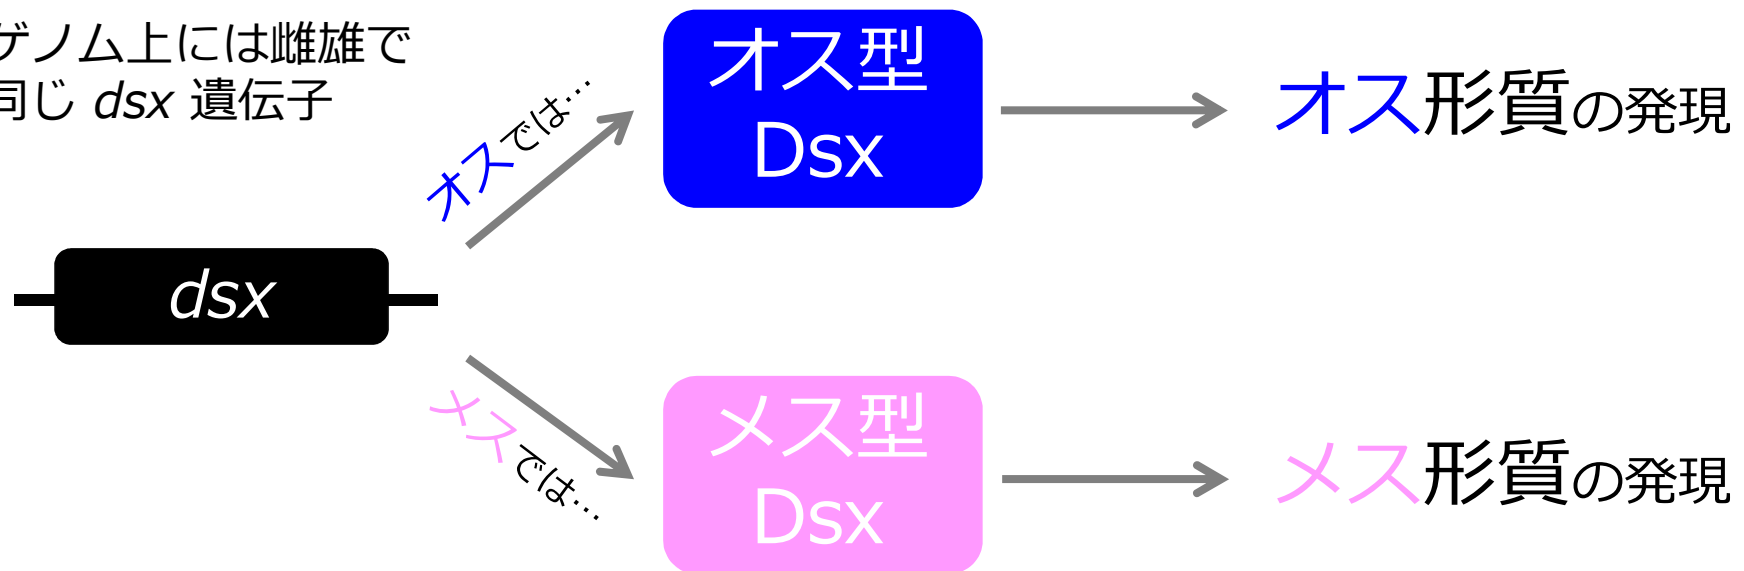 ゲノム上には雌雄で
同じ dsx 遺伝子
オスでは…
オス型
Dsx
オス形質の発現
dsx
メスでは…
メス型
Dsx
メス形質の発現